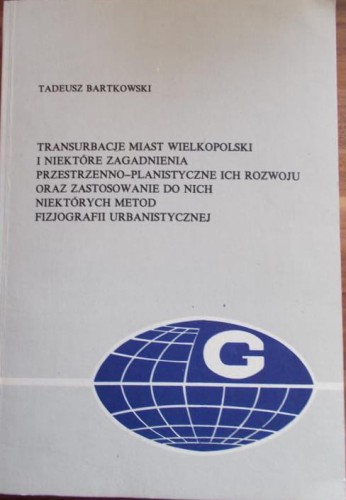 TADEUSZ BARTKOWSKI
TRANSURBACJE MIAST WIELKOPOLSKI
I NIEKTÓRE ZAGADNIENIA
PRZESTRZENNO–PLANISTYCZNE ICH ROZWOJU
ORAZ ZASTOSOWANIE DO NICH
NIEKTÓRYCH METOD
FIZJOGRAFII URBANISTYCZNEJ
G